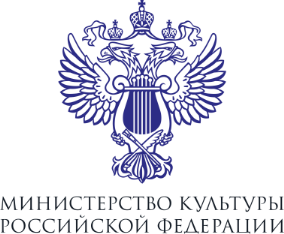 МИНИСТЕРСТВО КУЛЬТУРЫ
РОССИЙСКОЙ ФЕДЕРАЦИИ